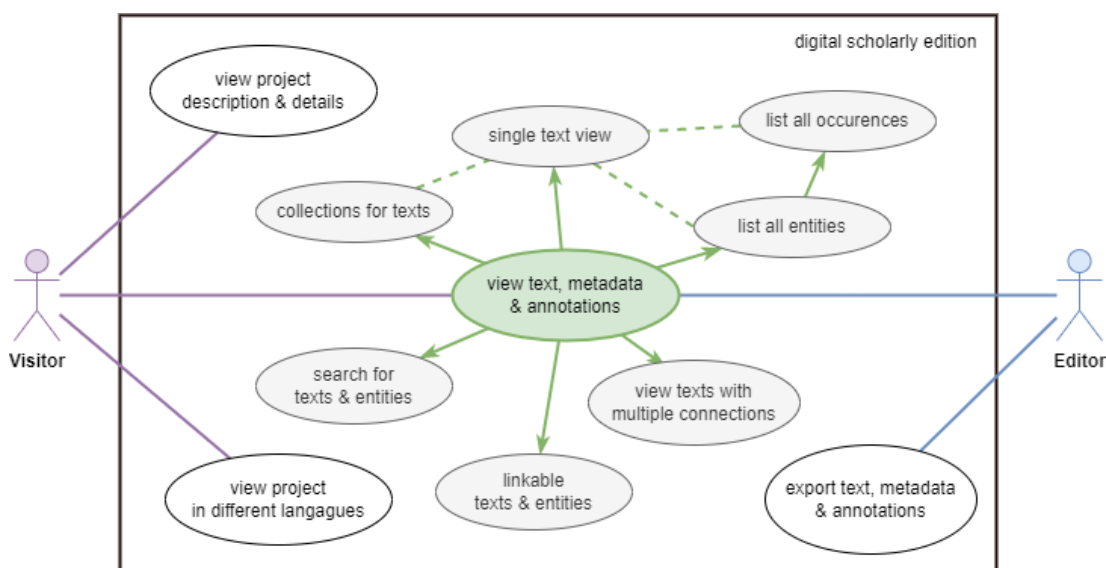 digital scholarly edition
view project
description & details
single text view
list all occurences
collections for texts
list all entities
view text, metadata
& annotations
Visitor
Editor
search for
texts & entities
view texts with
multiple connections
linkable
texts & entities
view project
in different langagues
export text, metadata
& annotations